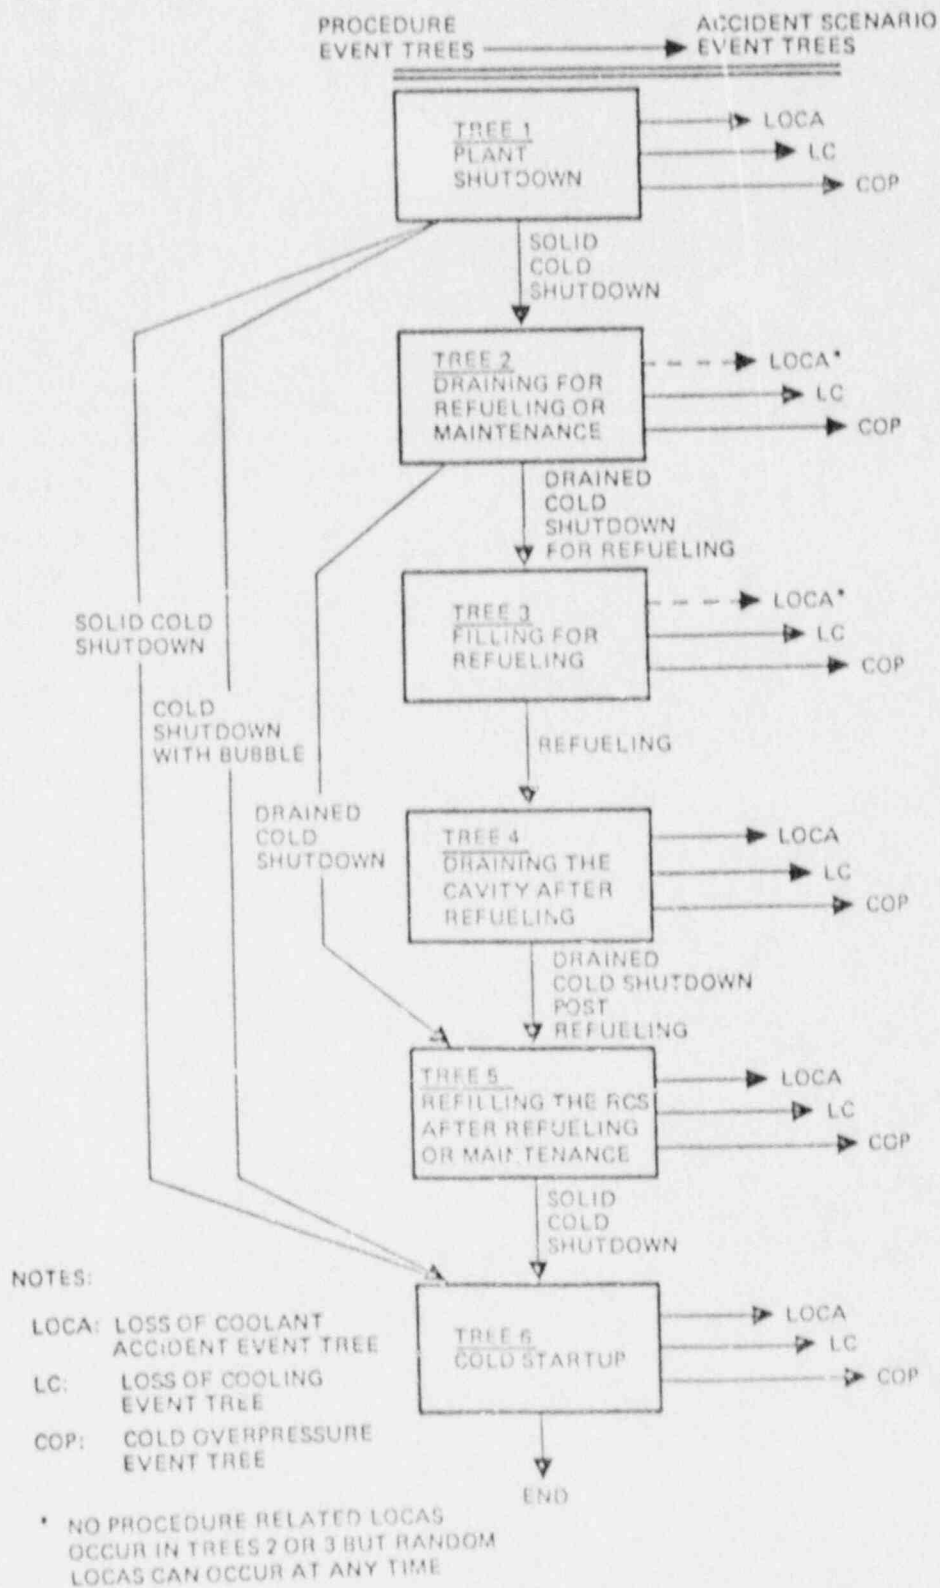 PROCEDURE
EVENT TREES
ACCIDENT SCENARIO
EVENT TREES
TREE 1
PLANT
SHUTDOWN
LOCA
LC
COP
SOLID
COLD
SHUTDOWN
TREE 2
DRAINING FOR
REFUELING OR
MAINTENANCE
LOCA*
LC
COP
DRAINED
COLD
SHUTDOWN
FOR REFUELING
TREE 3
FILLING FOR
REFUELING
LOCA*
LC
COP
SOLID COLD
SHUTDOWN
COLD
SHUTDOWN
WITH BUBBLE
DRAINED
COLD
SHUTDOWN
REFUELING
TREE 4
DRAINING THE
CAVITY AFTER
REFUELING
LOCA
LC
COP
DRAINED
COLD SHUTDOWN
POST
REFUELING
TREE 5
REFILLING THE RCS
AFTER REFUELING
OR MAINTENANCE
LOCA
LC
COP
SOLID
COLD
SHUTDOWN
TREE 6
COLD STARTUP
LOCA
LC
COP
END
NOTES:
LOCA: LOSS OF COOLANT
ACCIDENT EVENT TREE
LC: LOSS OF COOLING
EVENT TREE
COP: COLD OVERPRESSURE
EVENT TREE
* NO PROCEDURE RELATED LOCAS
OCCUR IN TREES 2 OR 3 BUT RANDOM
LOCAS CAN OCCUR AT ANY TIME